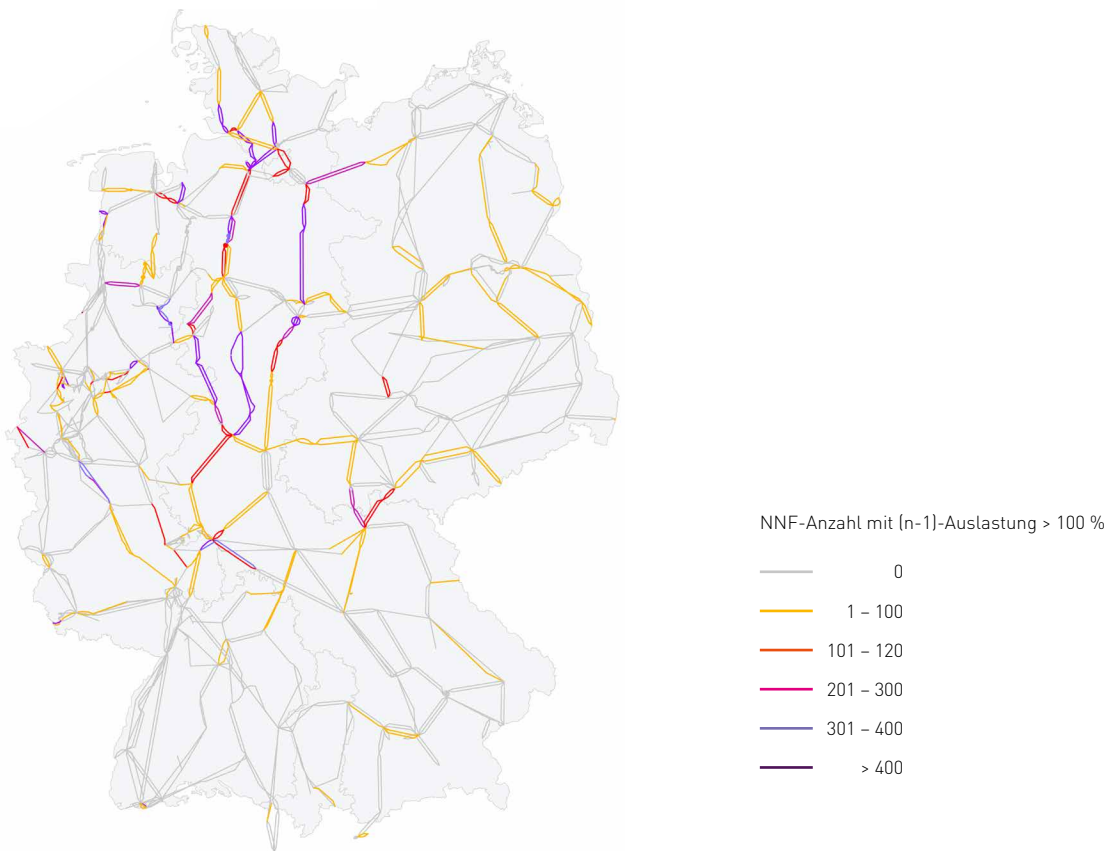 NNF-Anzahl mit (n-1)-Auslastung > 100 %
0
1 – 100
101 – 120
201 – 300
301 – 400
> 400